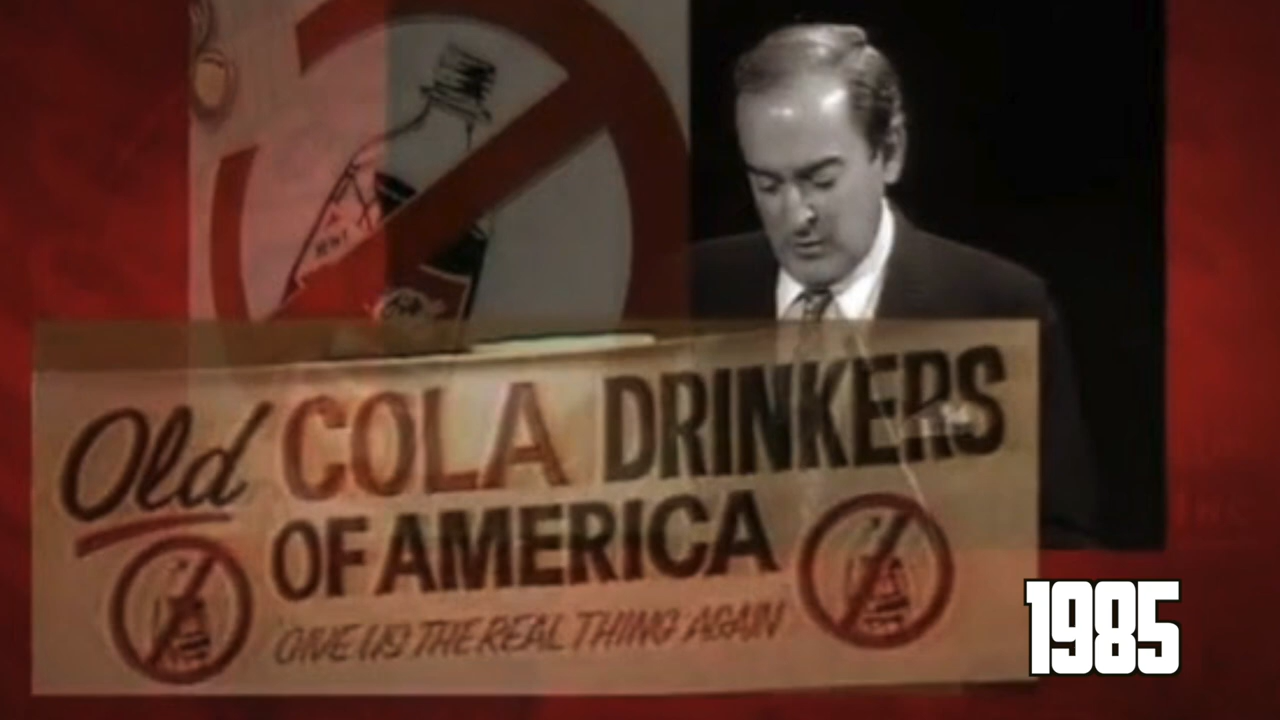 Old COLA DRINKERS
OF AMERICA
'GIVE US THE REAL THING AGAIN'
1985